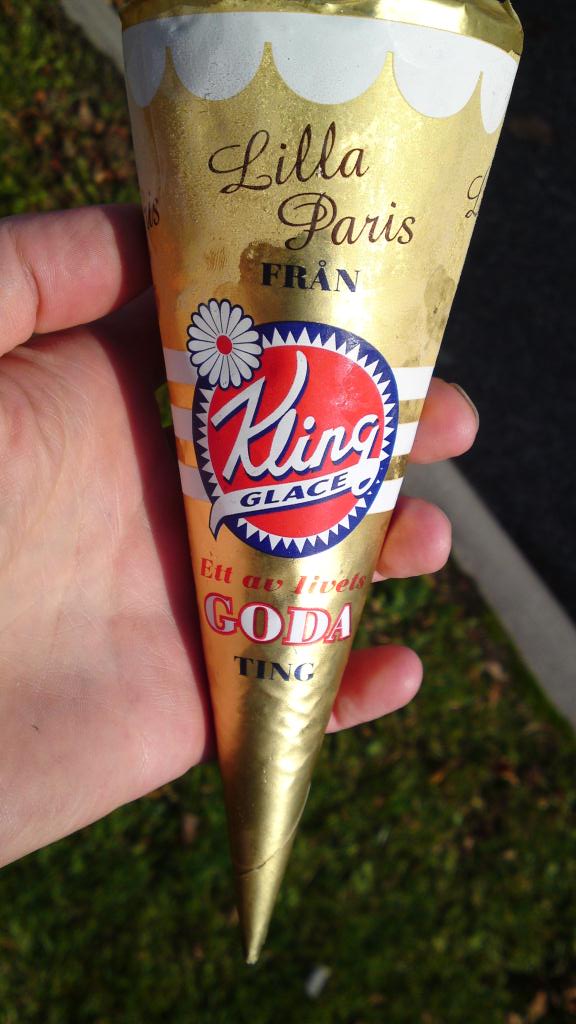 Lilla
Paris
FRÅN
Kling
GLACE
Ett av livets
GODA
TING